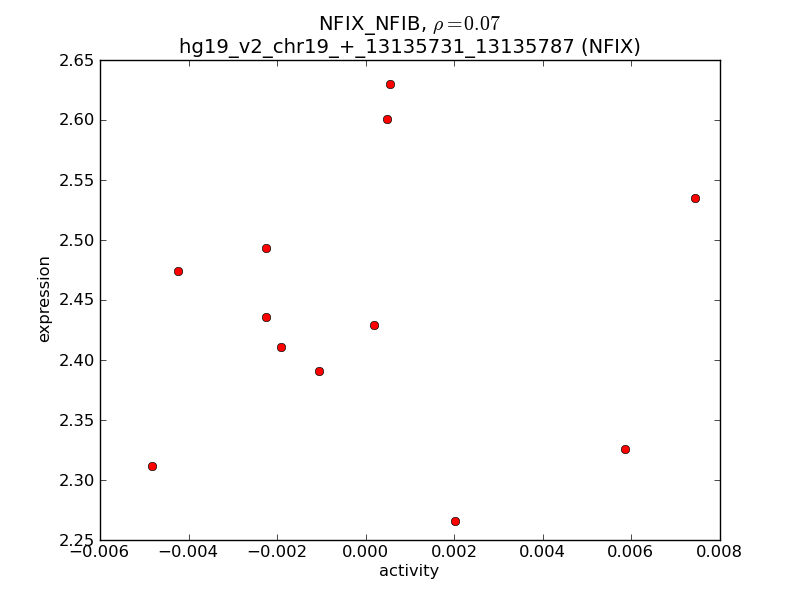 NFIX_NFIB, ρ=0.07
hg19_v2_chr19_+_13135731_13135787 (NFIX)
2.65
2.60
2.55
2.50
2.45
2.40
2.35
2.30
2.25
expression
−0.006 −0.004 −0.002 0.000 0.002 0.004 0.006 0.008
activity